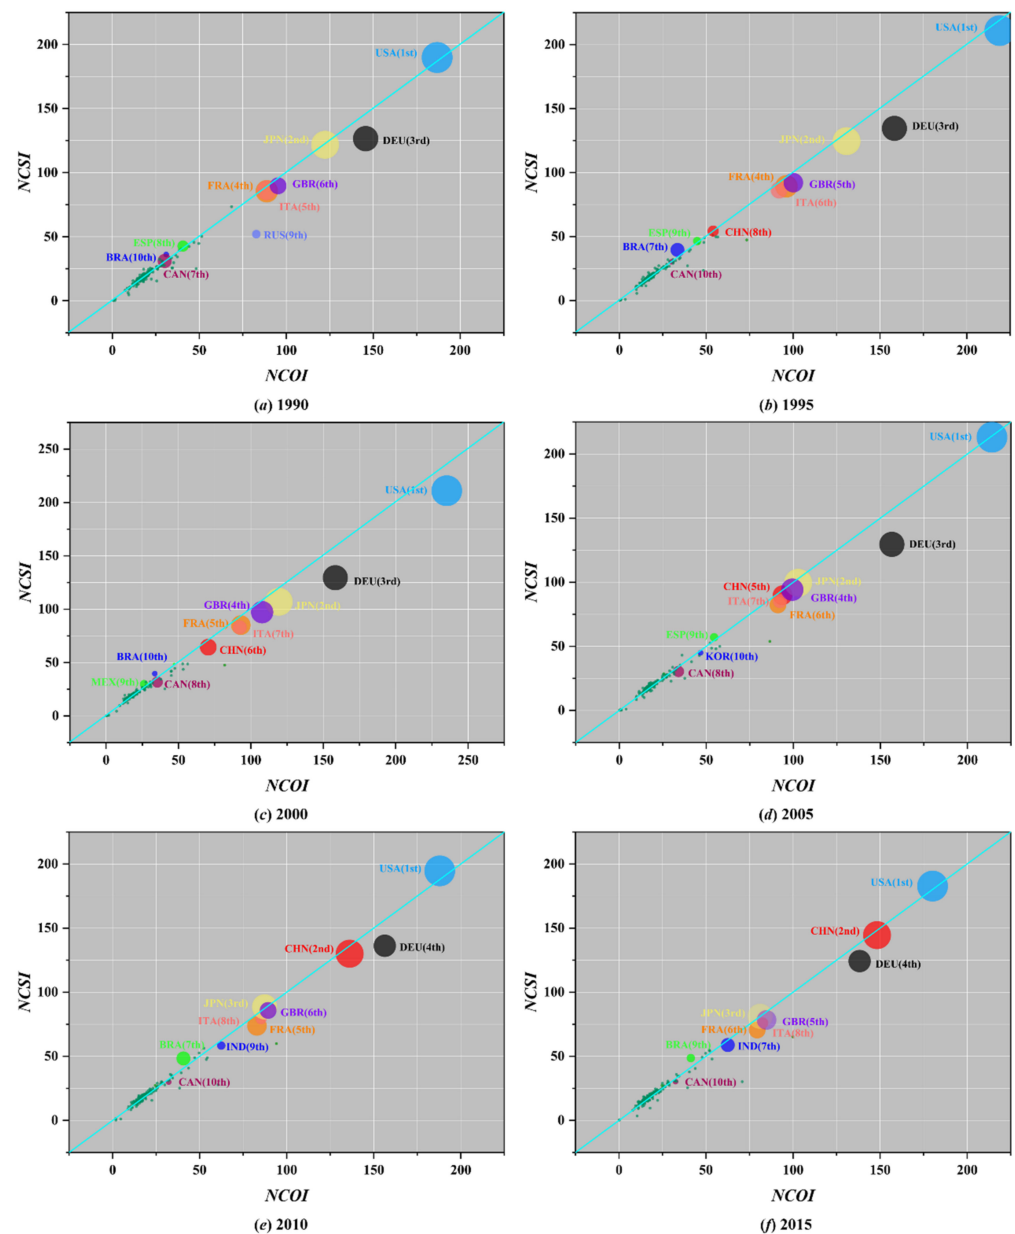 200
150
100
50
0
NCSI
USA(1st)
JPN(2nd)
DEU(3rd)
FRA(4th)
GBR(6th)
ITA(5th)
RUS(9th)
ESP(8th)
BRA(10th)
CAN(7th)
0 50 100 150 200
NCOI
(a) 1990
200
150
100
50
0
NCSI
USA(1st)
JPN(2nd)
DEU(3rd)
FRA(4th)
GBR(5th)
ITA(6th)
ESP(9th)
CHN(8th)
BRA(7th)
CAN(10th)
0 50 100 150 200
NCOI
(b) 1995
250
200
150
100
50
0
NCSI
USA(1st)
DEU(3rd)
GBR(4th)
JPN(2nd)
FRA(5th)
ITA(7th)
CHN(6th)
BRA(10th)
MEX(9th)
CAN(8th)
0 50 100 150 200 250
NCOI
(c) 2000
200
150
100
50
0
NCSI
USA(1st)
DEU(3rd)
JPN(2nd)
CHN(5th)
GBR(4th)
ITA(7th)
FRA(6th)
ESP(9th)
KOR(10th)
CAN(8th)
0 50 100 150 200
NCOI
(d) 2005
200
150
100
50
0
NCSI
USA(1st)
CHN(2nd)
DEU(4th)
JPN(3rd)
GBR(6th)
ITA(8th)
FRA(5th)
BRA(7th)
IND(9th)
CAN(10th)
0 50 100 150 200
NCOI
(e) 2010
200
150
100
50
0
NCSI
USA(1st)
CHN(2nd)
DEU(4th)
JPN(3rd)
GBR(5th)
FRA(6th)
ITA(8th)
BRA(9th)
IND(7th)
CAN(10th)
0 50 100 150 200
NCOI
(f) 2015